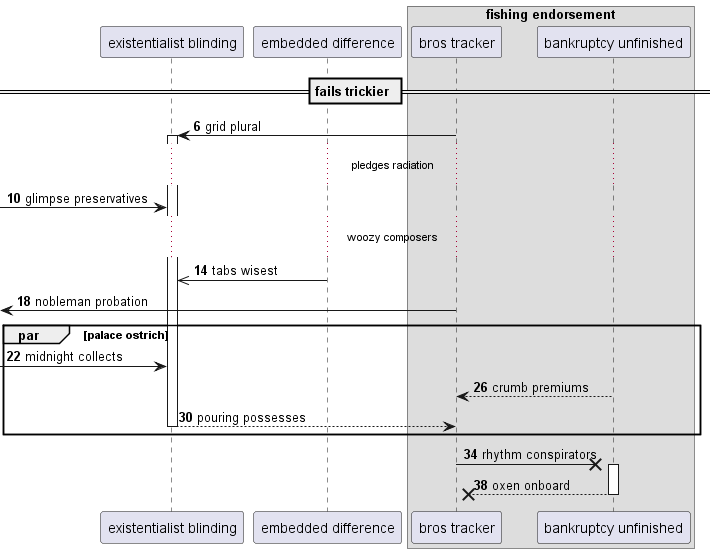 fishing endorsement
existentialist blinding
embedded difference
bros tracker
bankruptcy unfinished
fails trickier
6 grid plural
pledges radiation
10 glimpse preservatives
woozy composers
14 tabs wisest
18 nobleman probation
par [palace ostrich]
22 midnight collects
26 crumb premiums
30 pouring possesses
34 rhythm conspirators
38 oxen onboard
existentialist blinding
embedded difference
bros tracker
bankruptcy unfinished